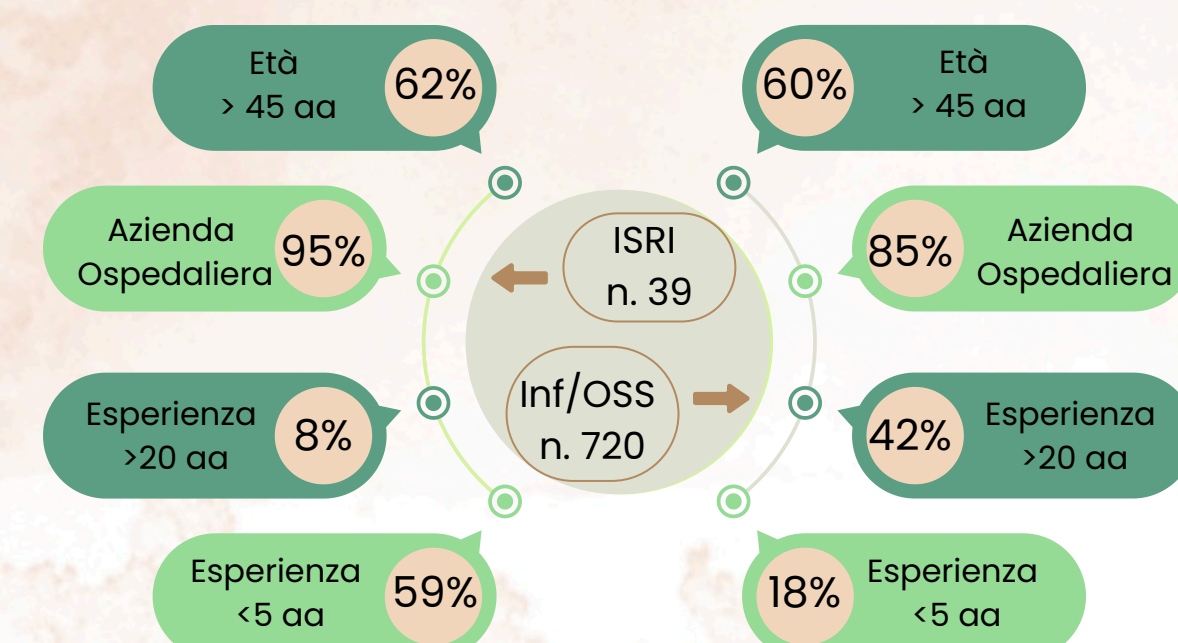 Età
> 45 aa
62%
Azienda
Ospedaliera
95%
Esperienza
>20 aa
8%
Esperienza
<5 aa
59%
ISRI
n. 39
Inf/OSS
n. 720
60%
Età
> 45 aa
85%
Azienda
Ospedaliera
42%
Esperienza
>20 aa
18%
Esperienza
<5 aa